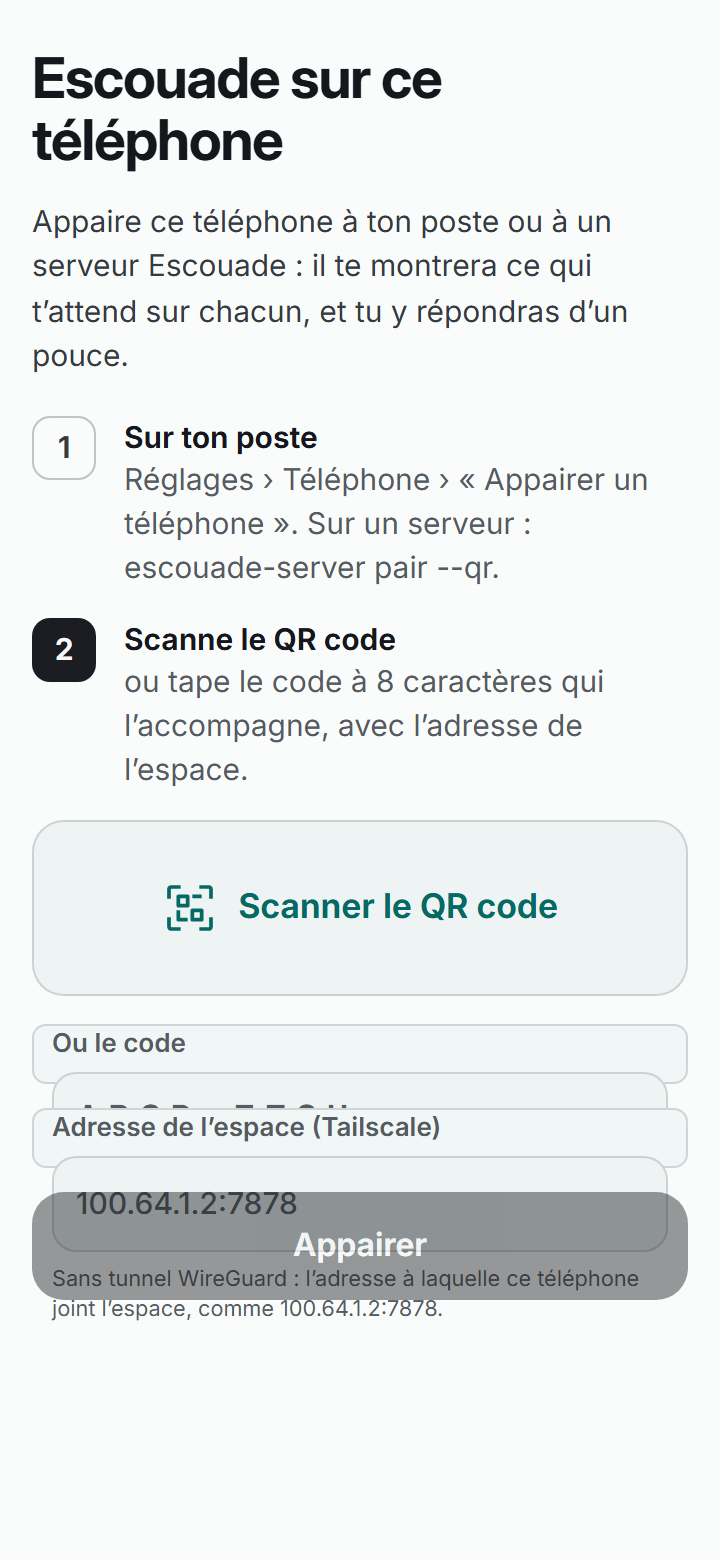 Escouade sur ce
téléphone
Appaire ce téléphone à ton poste ou à un
serveur Escouade : il te montrera ce qui
t’attend sur chacun, et tu y répondras d’un
pouce.
1
Sur ton poste
Réglages › Téléphone › « Appairer un
téléphone ». Sur un serveur :
escouade-server pair --qr.
2
Scanne le QR code
ou tape le code à 8 caractères qui
l’accompagne, avec l’adresse de
l’espace.
Scanner le QR code
Ou le code
Adresse de l’espace (Tailscale)
100.64.1.2:7878
Appairer
Sans tunnel WireGuard : l’adresse à laquelle ce téléphone
joint l’espace, comme 100.64.1.2:7878.